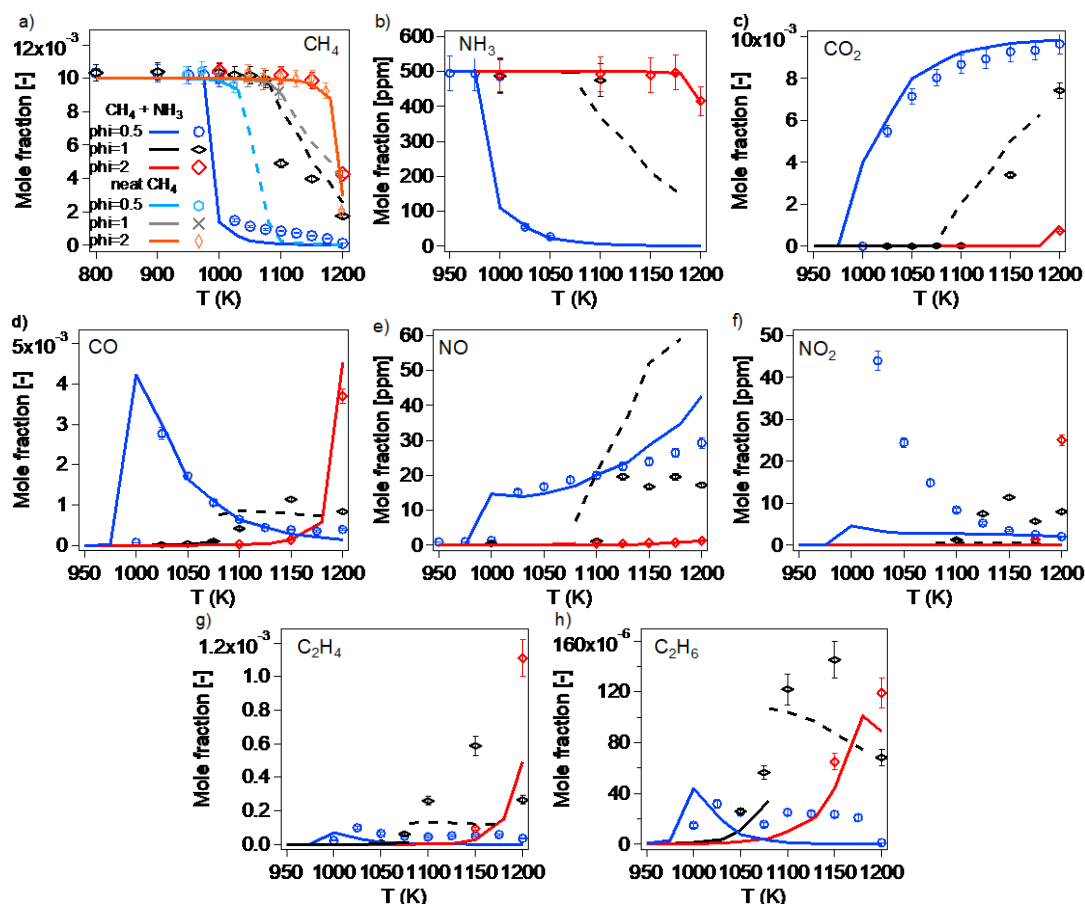 a)
12x10⁻³
CH₄
Mole fraction [-]
10
8
6
4
2
0
CH₄ + NH₃
phi=0.5
phi=1
phi=2
neat CH₄
phi=0.5
phi=1
phi=2
800 900 1000 1100 1200
T (K)
b)
NH₃
Mole fraction [ppm]
600
500
400
300
200
100
0
950 1000 1050 1100 1150 1200
T (K)
c)
10x10⁻³
CO₂
Mole fraction [-]
8
6
4
2
0
950 1000 1050 1100 1150 1200
T (K)
d)
5x10⁻³
CO
Mole fraction [-]
4
3
2
1
0
950 1000 1050 1100 1150 1200
T (K)
e)
NO
Mole fraction [ppm]
60
50
40
30
20
10
0
950 1000 1050 1100 1150 1200
T (K)
f)
NO₂
Mole fraction [ppm]
50
40
30
20
10
0
950 1000 1050 1100 1150 1200
T (K)
g)
1.2x10⁻³
C₂H₄
Mole fraction [-]
1.0
0.8
0.6
0.4
0.2
0.0
950 1000 1050 1100 1150 1200
T (K)
h)
160x10⁻⁶
C₂H₆
Mole fraction [-]
120
80
40
0
950 1000 1050 1100 1150 1200
T (K)